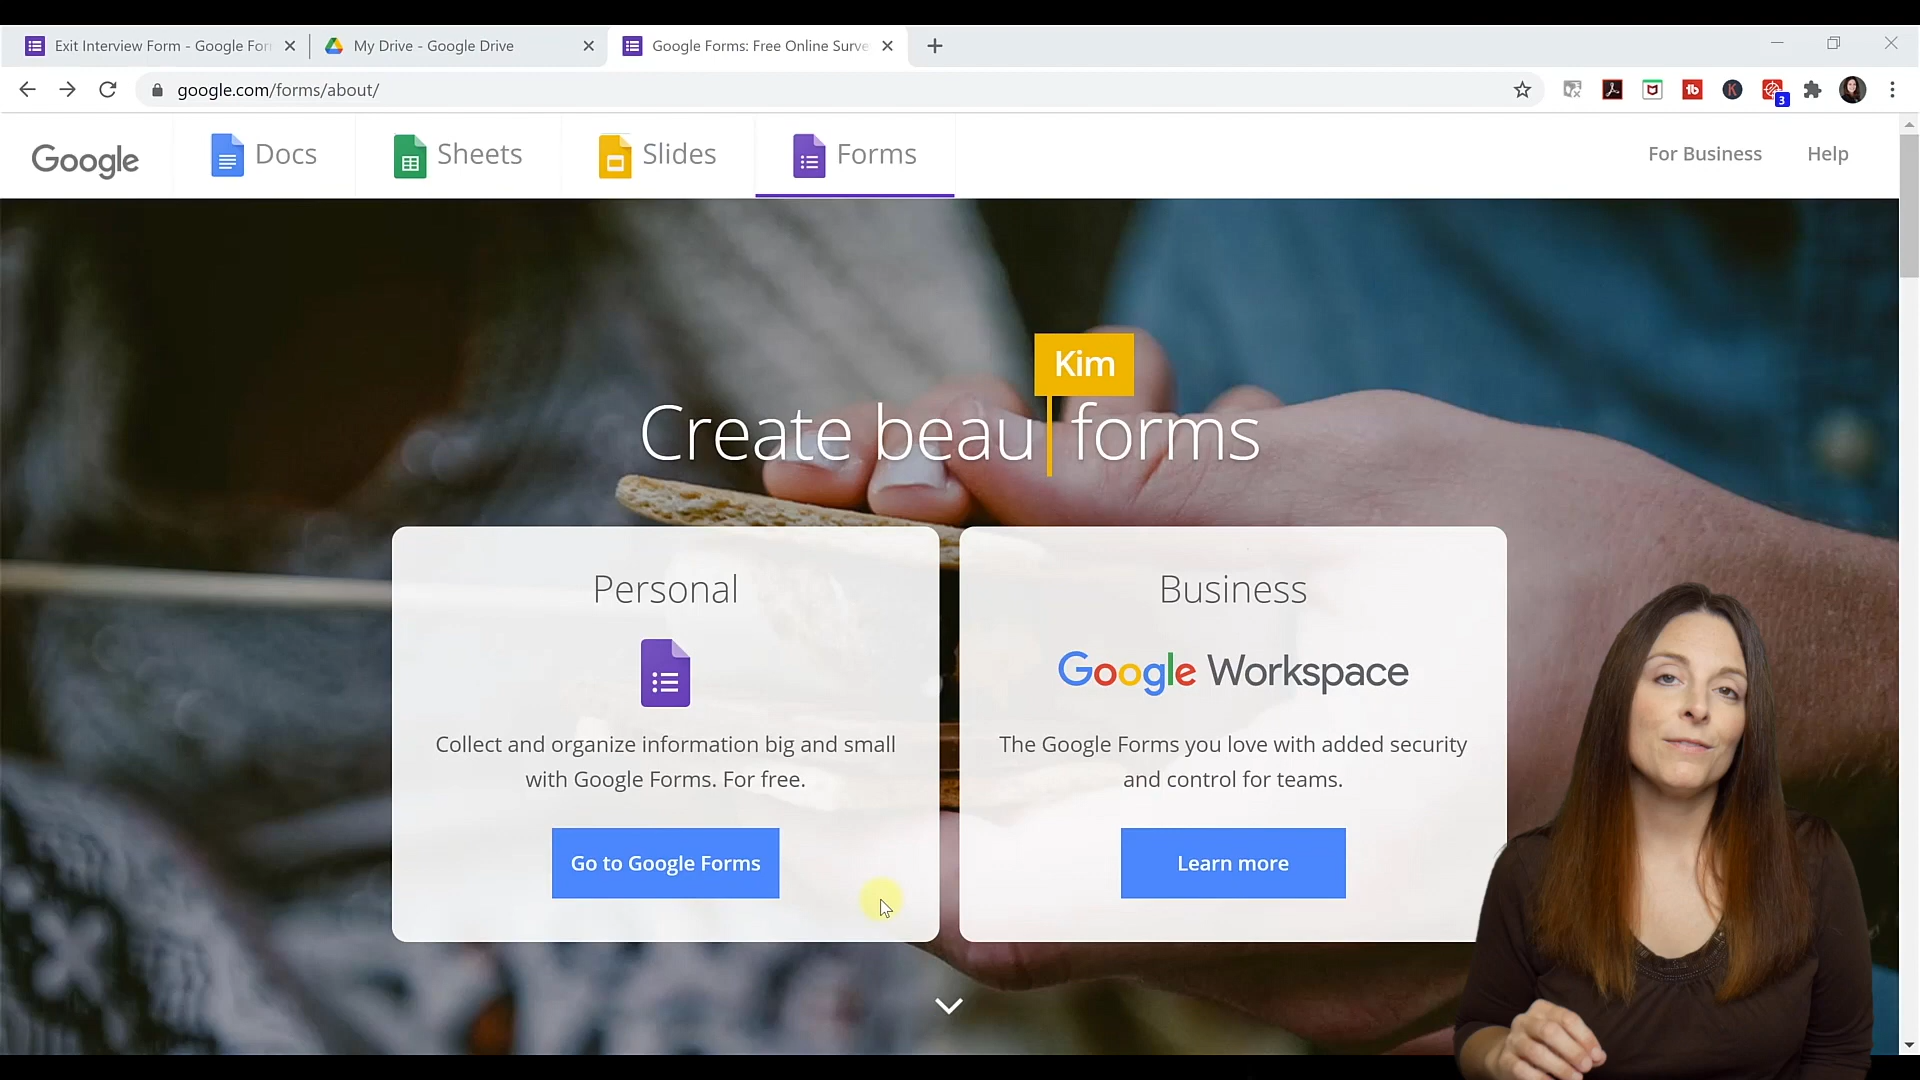 Exit Interview Form - Google For
My Drive - Google Drive
Google Forms: Free Online Surve
google.com/forms/about/
3
Google
Docs
Sheets
Slides
Forms
For Business
Help
Kim
Create beau forms
Personal
Collect and organize information big and small
with Google Forms. For free.
Go to Google Forms
Business
Google Workspace
The Google Forms you love with added security
and control for teams.
Learn more